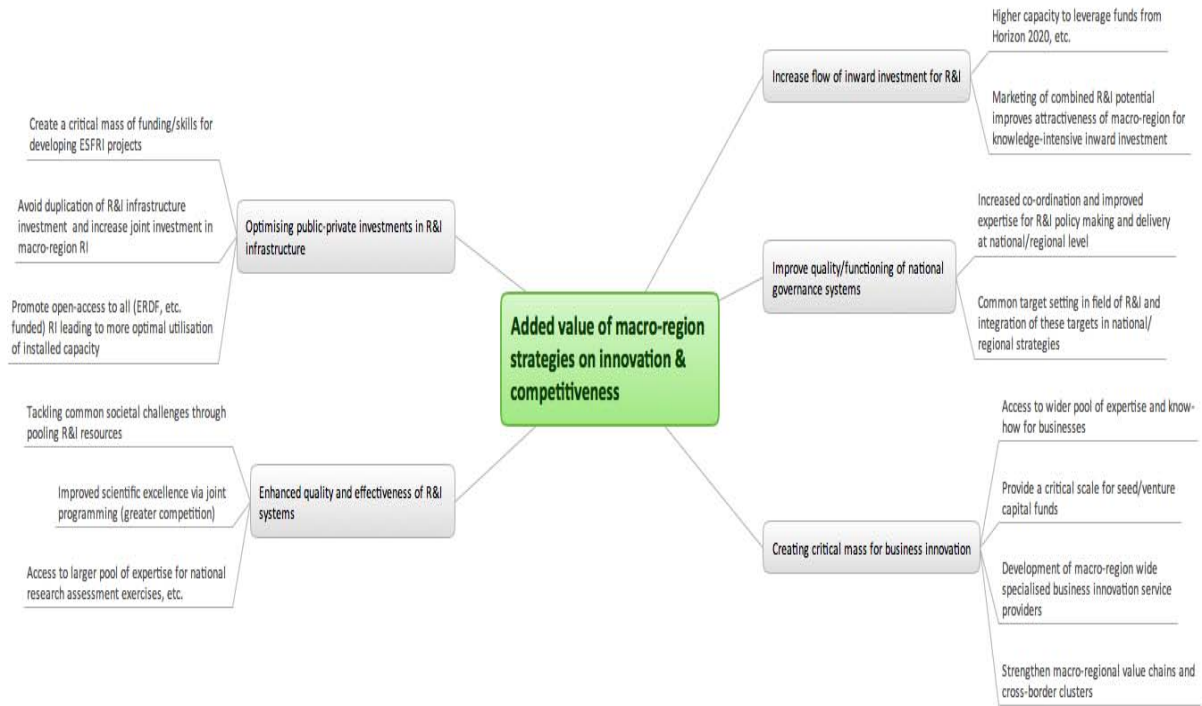 Added value of macro-region
strategies on innovation &
competitiveness
Optimising public-private investments in R&I
infrastructure
Create a critical mass of funding/skills for
developing ESFRI projects
Avoid duplication of R&I infrastructure
investment and increase joint investment in
macro-region RI
Promote open-access to all (ERDF, etc.
funded) RI leading to more optimal utilisation
of installed capacity
Enhanced quality and effectiveness of R&I
systems
Tackling common societal challenges through
pooling R&I resources
Improved scientific excellence via joint
programming (greater competition)
Access to larger pool of expertise for national
research assessment exercises, etc.
Increase flow of inward investment for R&I
Higher capacity to leverage funds from
Horizon 2020, etc.
Marketing of combined R&I potential
improves attractiveness of macro-region for
knowledge-intensive inward investment
Improve quality/functioning of national
governance systems
Increased co-ordination and improved
expertise for R&I policy making and delivery
at national/regional level
Common target setting in field of R&I and
integration of these targets in national/
regional strategies
Creating critical mass for business innovation
Access to wider pool of expertise and know-
how for businesses
Provide a critical scale for seed/venture
capital funds
Development of macro-region wide
specialised business innovation service
providers
Strengthen macro-regional value chains and
cross-border clusters